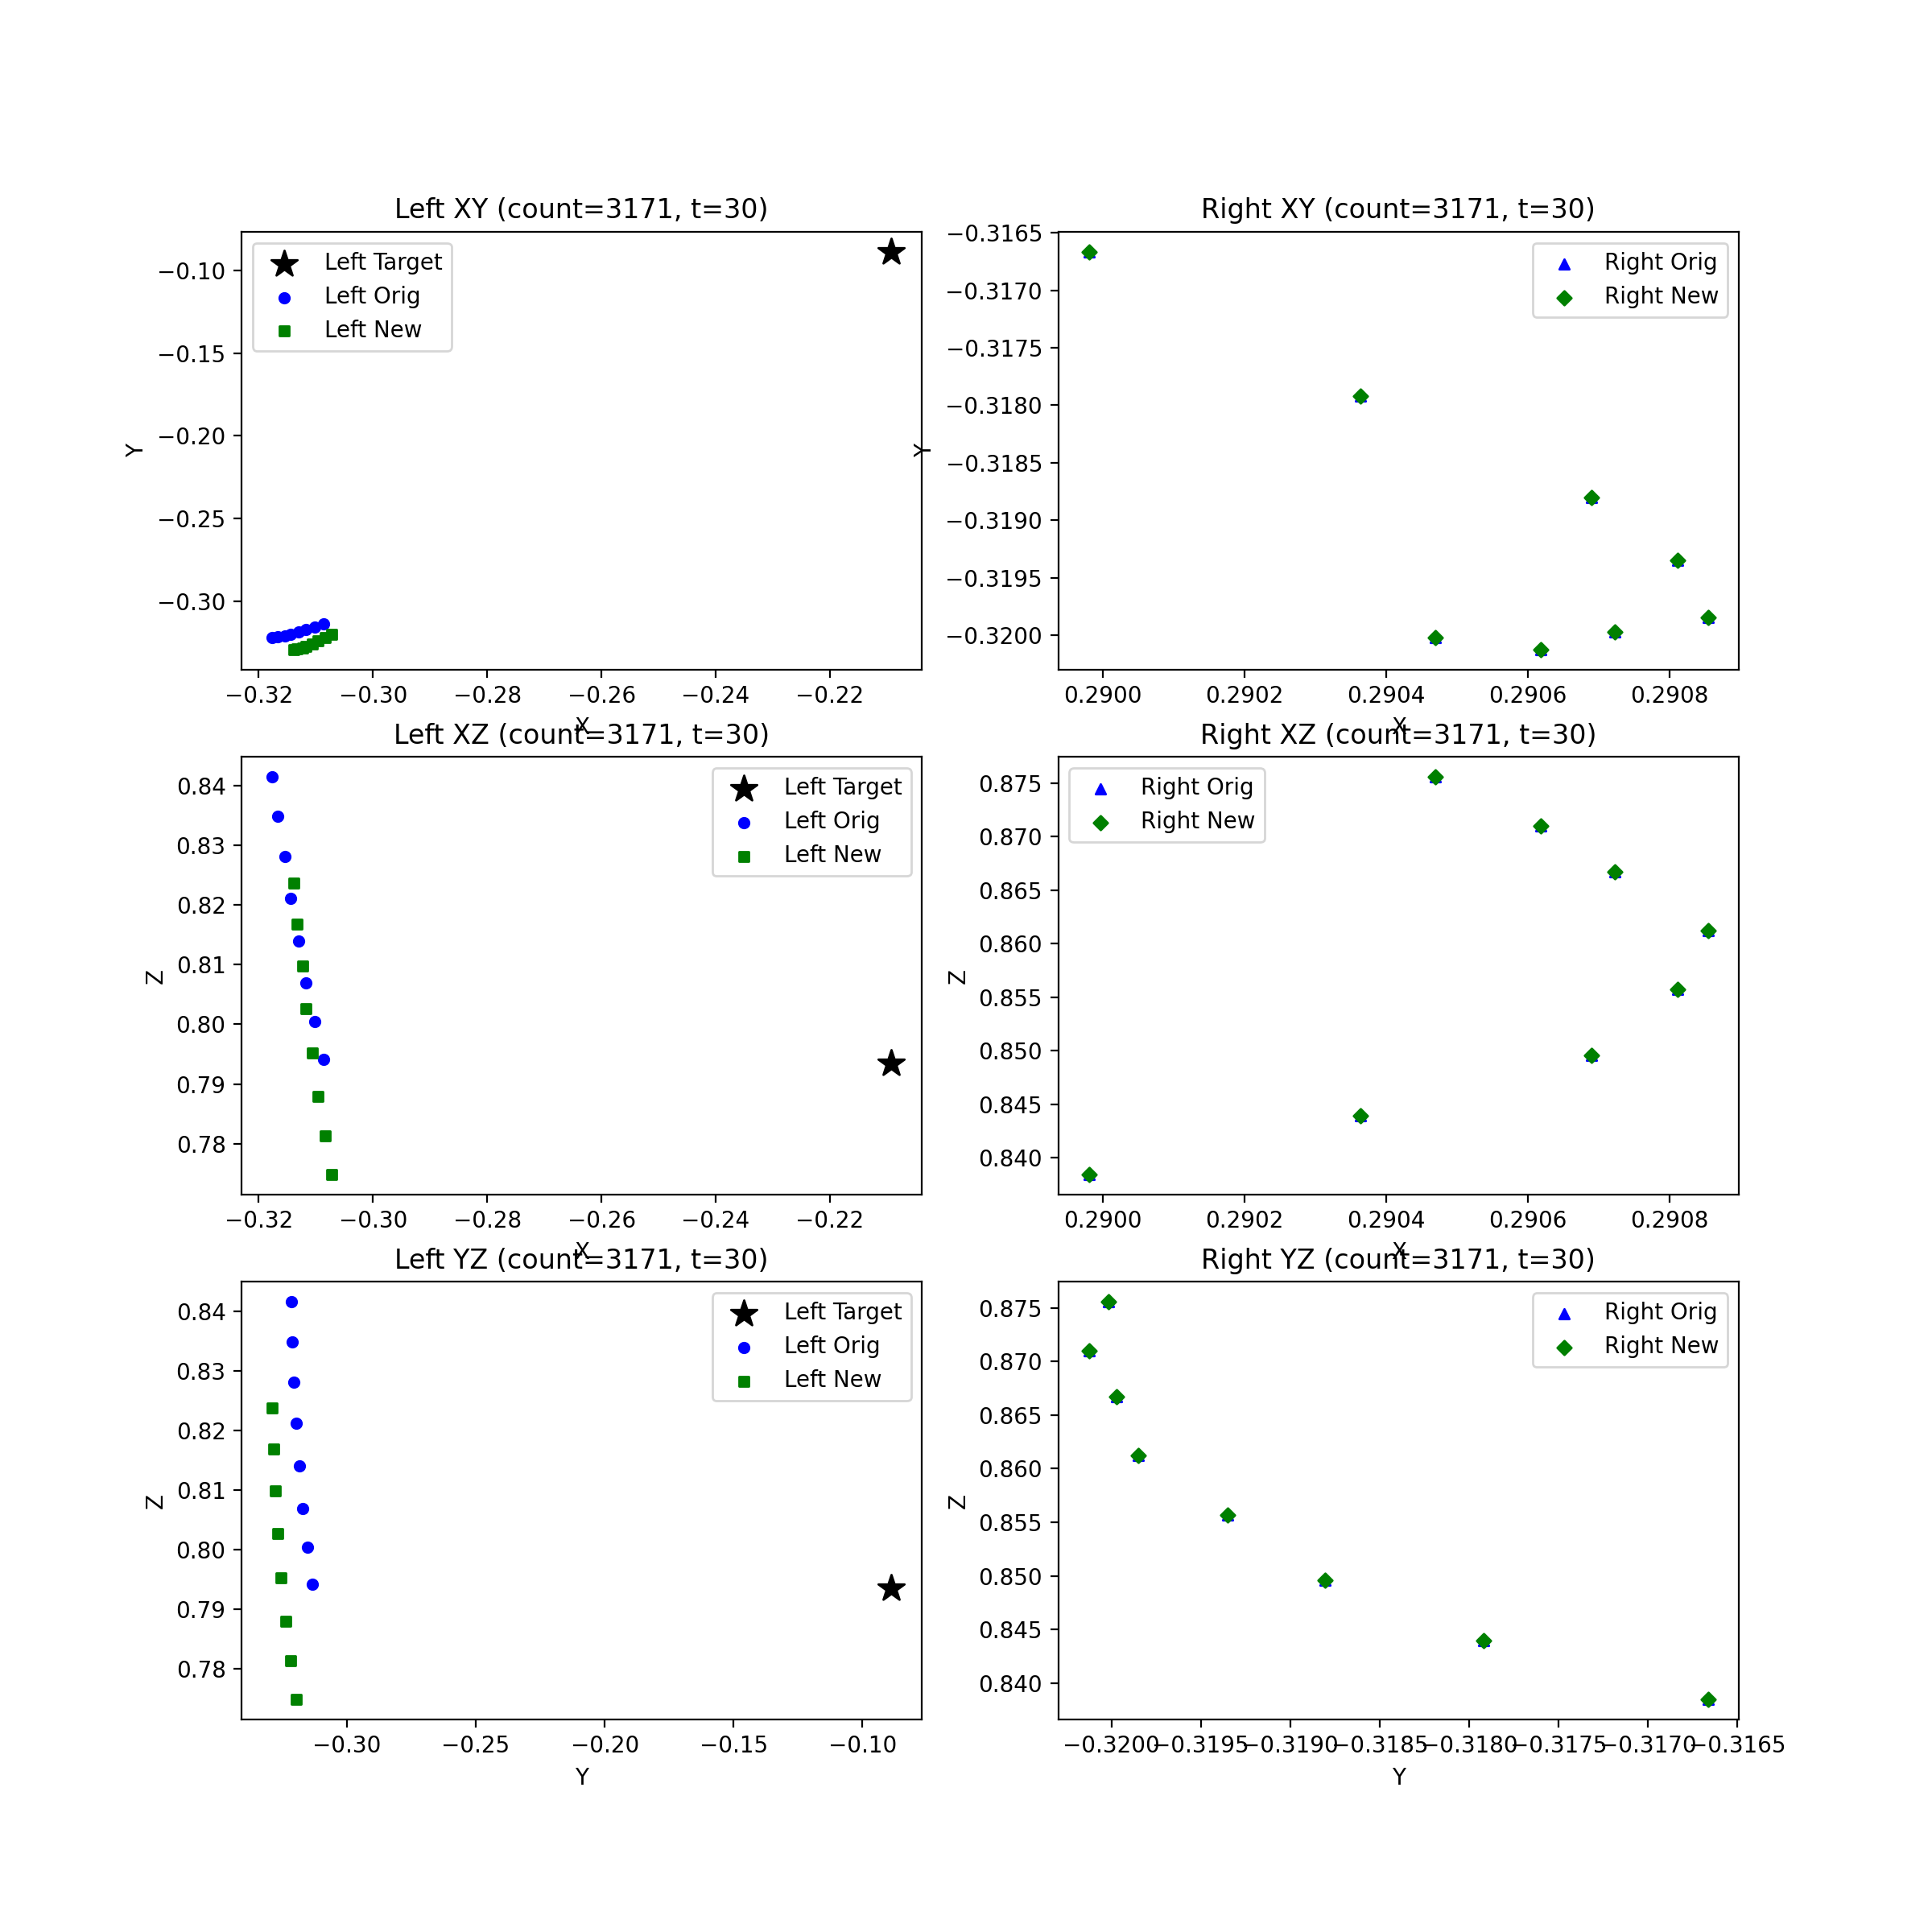 Left XY (count=3171, t=30)
Left Target
Left Orig
Left New
−0.10
−0.15
−0.20
−0.25
−0.30
Y
−0.32 −0.30 −0.28 −0.26 −0.24 −0.22
X
Right XY (count=3171, t=30)
Right Orig
Right New
−0.3165
−0.3170
−0.3175
−0.3180
−0.3185
−0.3190
−0.3195
−0.3200
Y
0.2900 0.2902 0.2904 0.2906 0.2908
X
Left XZ (count=3171, t=30)
Left Target
Left Orig
Left New
0.84
0.83
0.82
0.81
0.80
0.79
0.78
Z
−0.32 −0.30 −0.28 −0.26 −0.24 −0.22
X
Right XZ (count=3171, t=30)
Right Orig
Right New
0.875
0.870
0.865
0.860
0.855
0.850
0.845
0.840
Z
0.2900 0.2902 0.2904 0.2906 0.2908
X
Left YZ (count=3171, t=30)
Left Target
Left Orig
Left New
0.84
0.83
0.82
0.81
0.80
0.79
0.78
Z
−0.30 −0.25 −0.20 −0.15 −0.10
Y
Right YZ (count=3171, t=30)
Right Orig
Right New
0.875
0.870
0.865
0.860
0.855
0.850
0.845
0.840
Z
−0.3200 −0.3195 −0.3190 −0.3185 −0.3180 −0.3175 −0.3170 −0.3165
Y